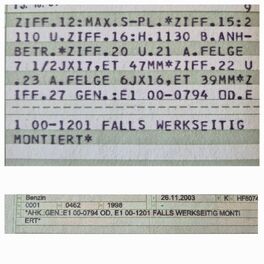 9
ZIFF.12:MAX.S-PL.*ZIFF.15:2
110 U.ZIFF.16:H.1130 B.ANH-
BETR.*ZIFF.20 U.21 A.FELGE
7 1/2JX17,ET 47MM*ZIFF.22 U
.23 A.FELGE 6JX16,ET 39MM*Z
IFF.27 GEN.:E1 00-0794 OD.E
1 00-1201 FALLS WERKSEITIG
MONTIERT*
Benzin - 26.11.2003 K HF8074
0001 0462 1998 -
*AHK.GEN.:E1 00-0794 OD. E1 00-1201 FALLS WERKSEITIG MONTI
ERT*